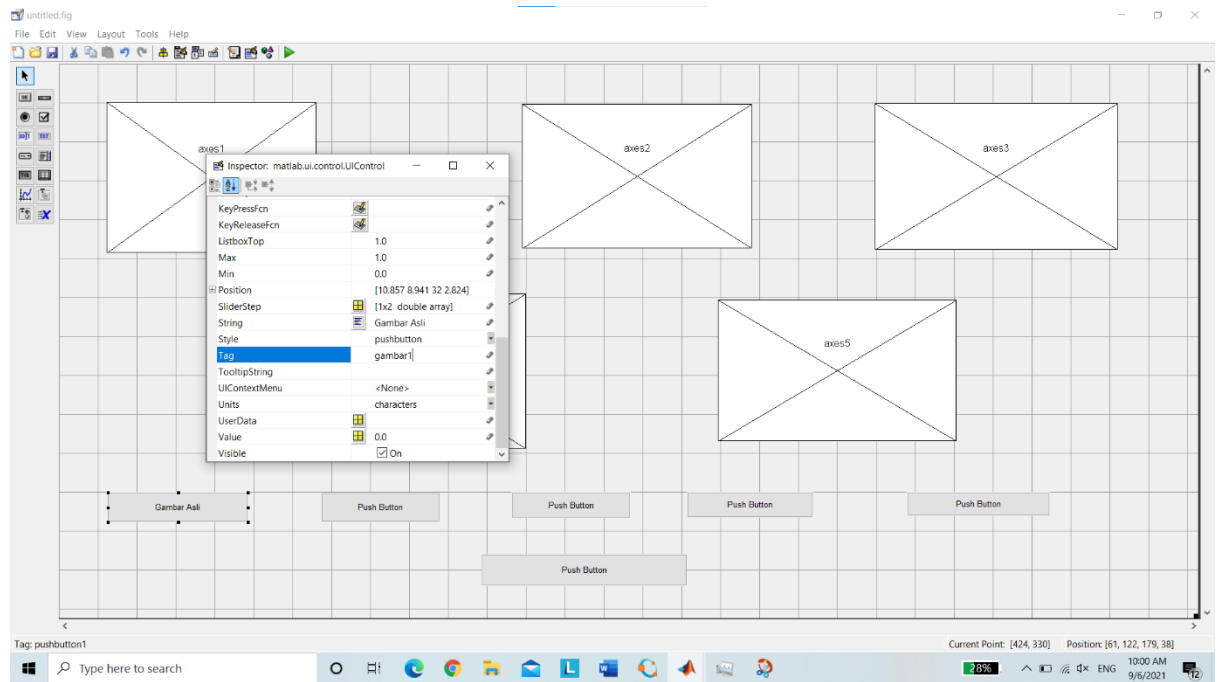 untitled.fig
File Edit View Layout Tools Help
axes1
axes2
axes3
Inspector: matlab.ui.control.UIControl
KeyPressFcn
KeyReleaseFcn
ListboxTop 1.0
Max 1.0
Min 0.0
Position [10.857 8.941 32 2.824]
SliderStep [1x2 double array]
String Gambar Asli
Style pushbutton
Tag gambar1
TooltipString
UIContextMenu <None>
Units characters
UserData
Value 0.0
Visible On
axes5
Gambar Asli
Push Button
Push Button
Push Button
Push Button
Push Button
Tag: pushbutton1
Current Point: [424, 330] Position: [61, 122, 179, 38]
Type here to search
28%
ENG
10:00 AM
9/6/2021
12